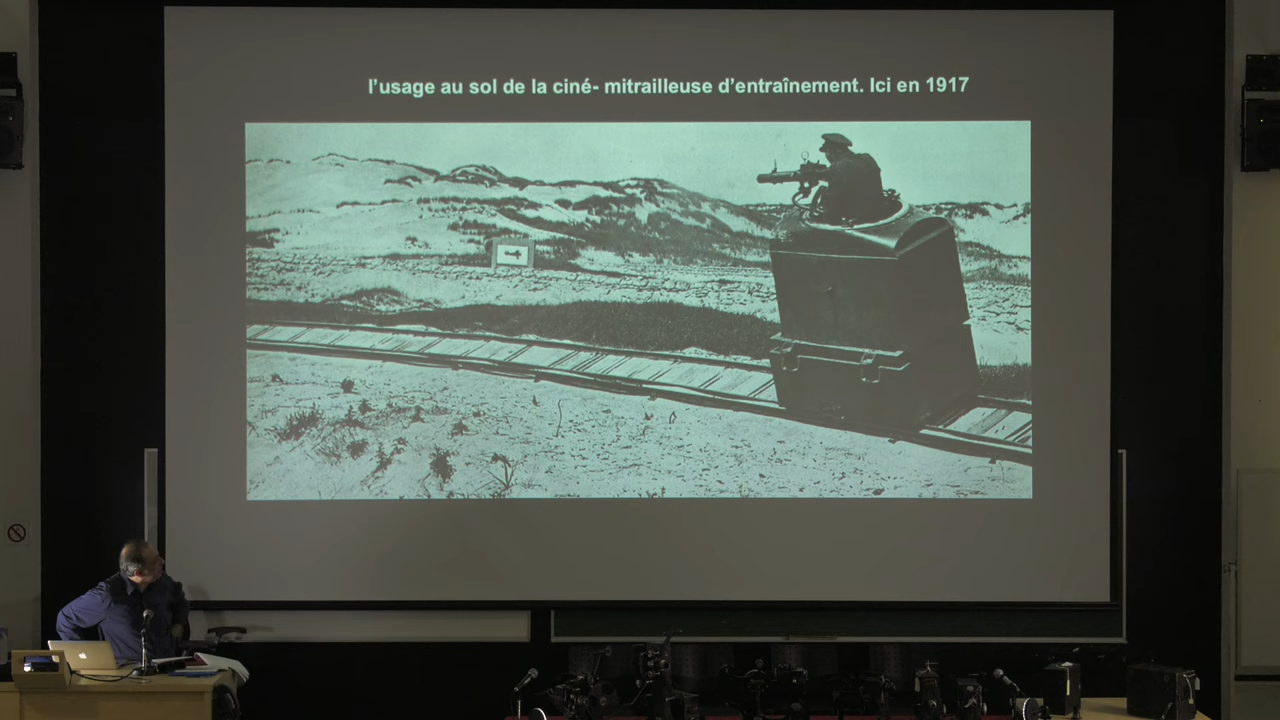 l’usage au sol de la ciné- mitrailleuse d’entraînement. Ici en 1917